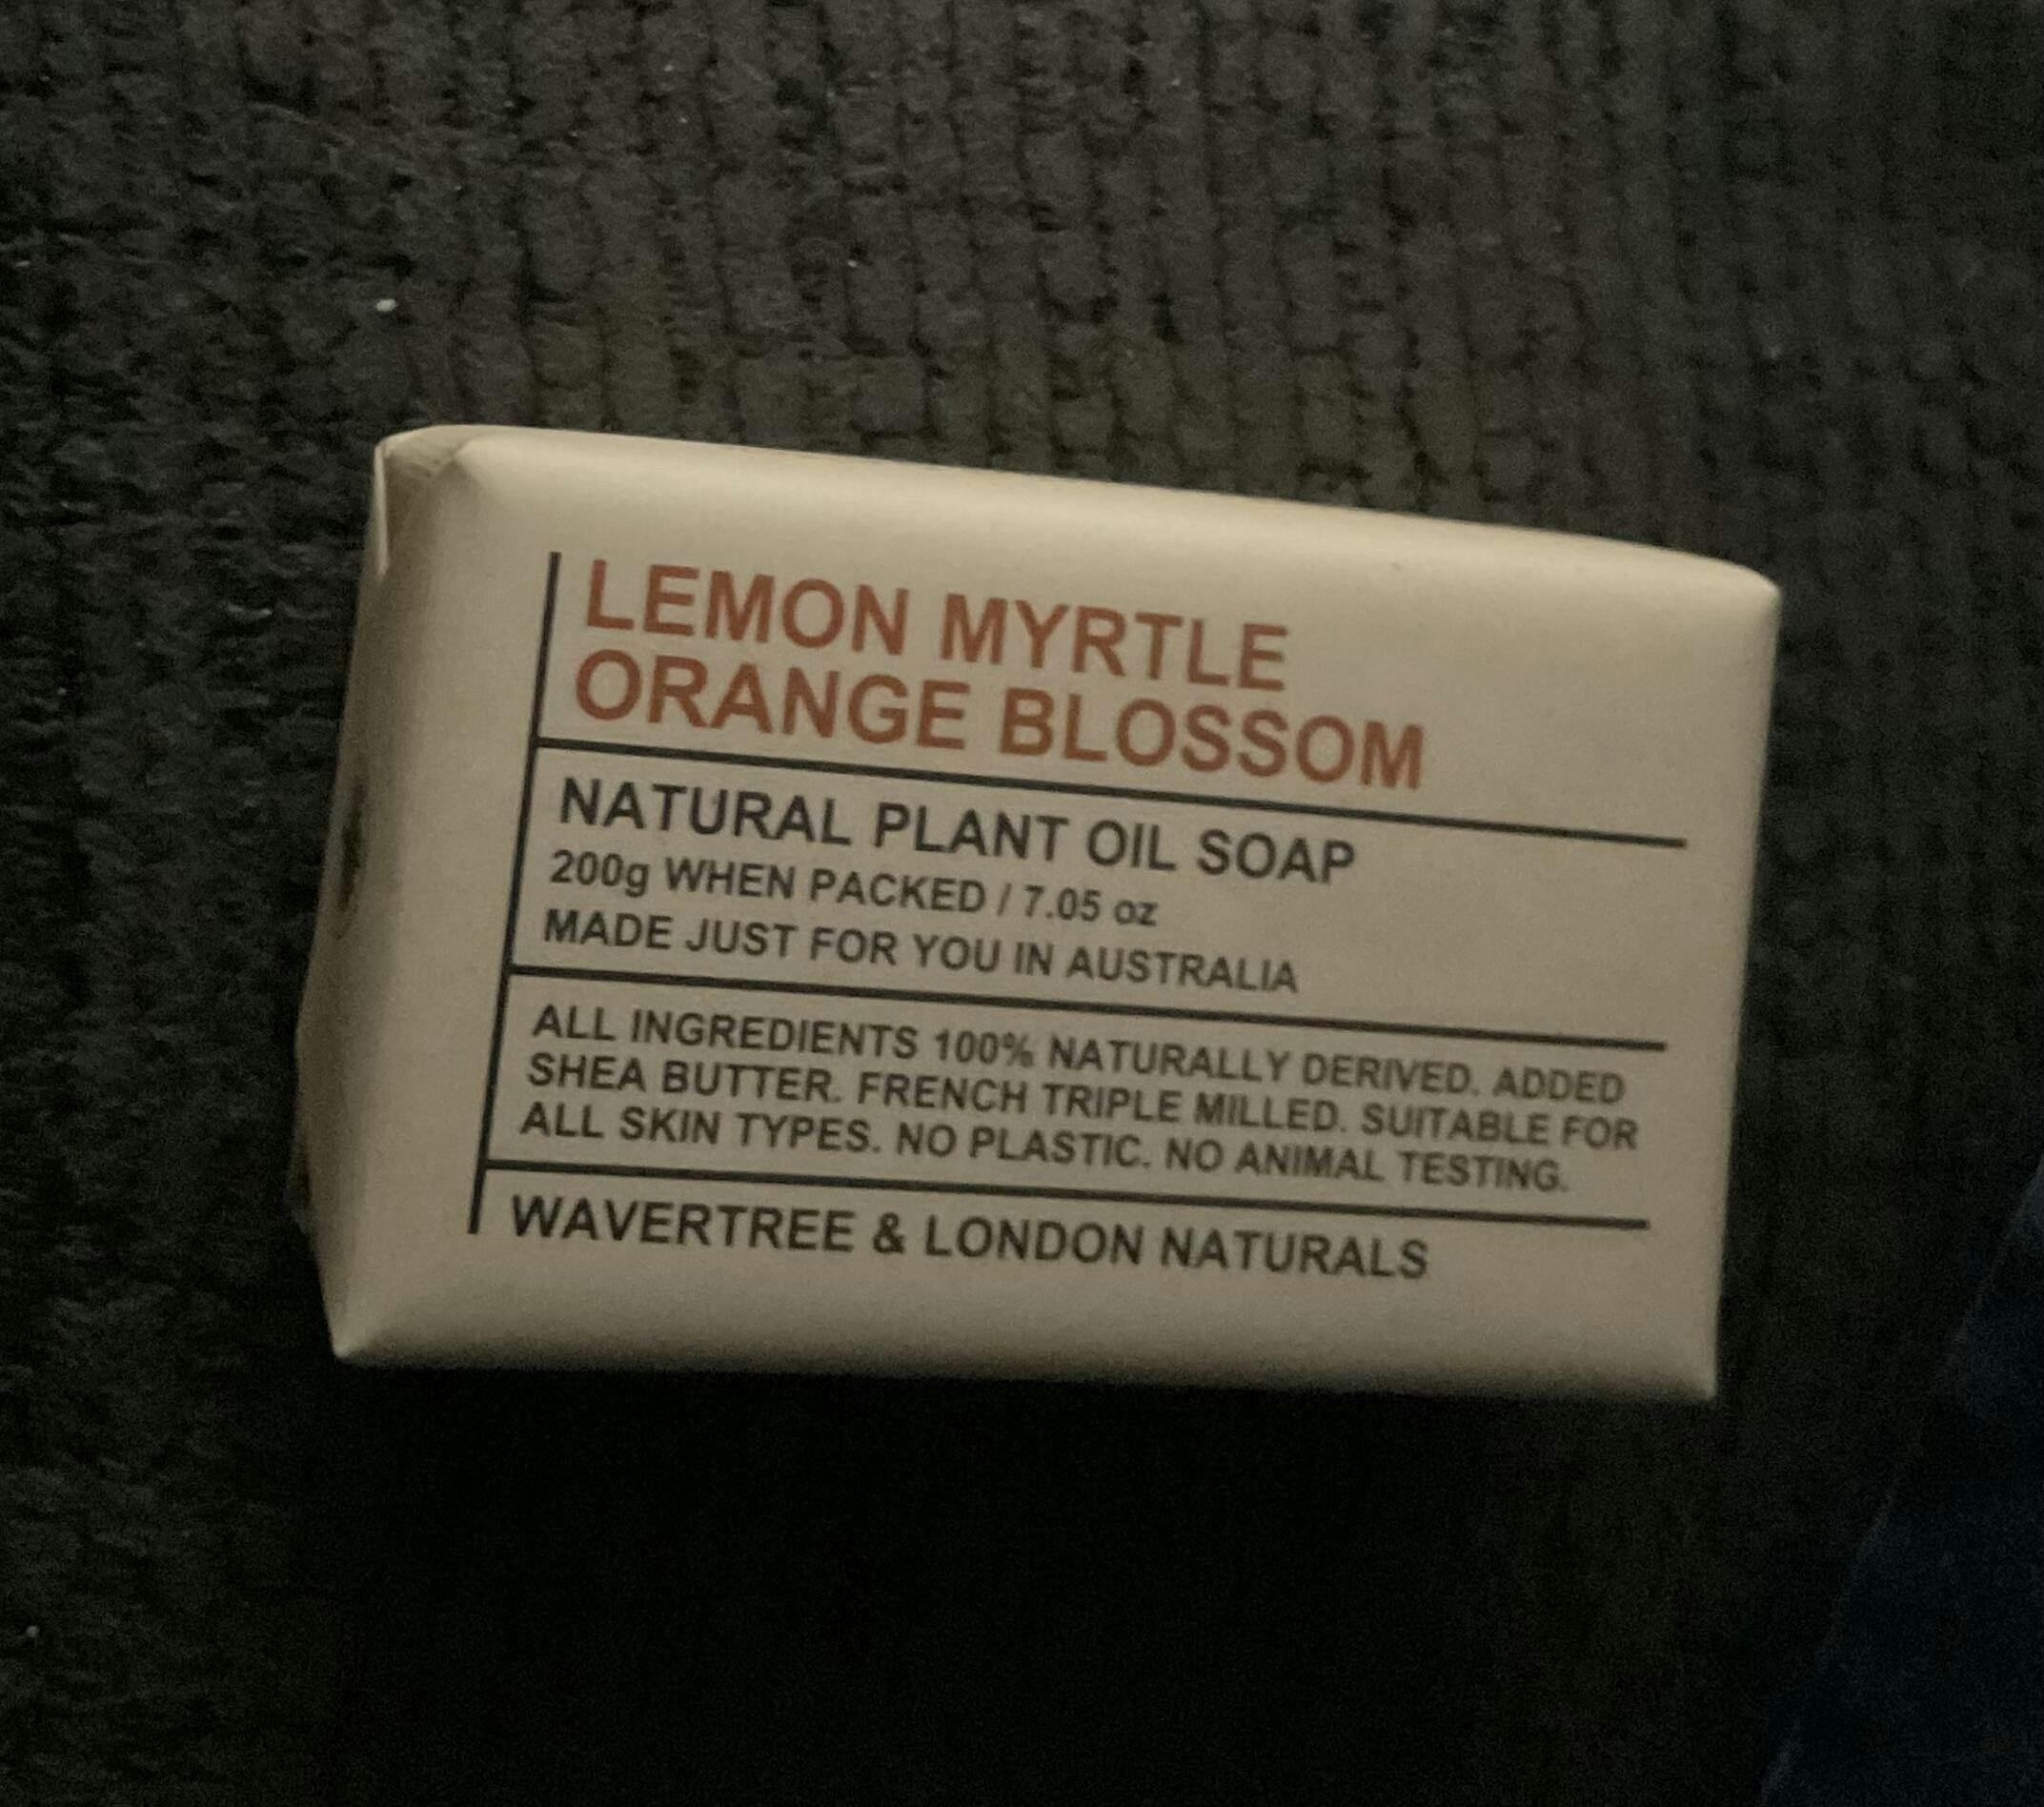 LEMON MYRTLE
ORANGE BLOSSOM
NATURAL PLANT OIL SOAP
200g WHEN PACKED / 7.05 oz
MADE JUST FOR YOU IN AUSTRALIA
ALL INGREDIENTS 100% NATURALLY DERIVED. ADDED
SHEA BUTTER. FRENCH TRIPLE MILLED. SUITABLE FOR
ALL SKIN TYPES. NO PLASTIC. NO ANIMAL TESTING.
WAVERTREE & LONDON NATURALS